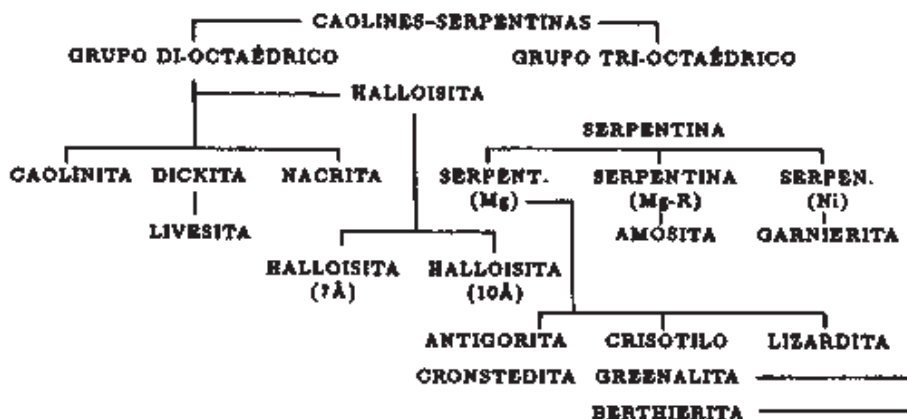 CAOLINES-SERPENTINAS
GRUPO DI-OCTAÉDRICO GRUPO TRI-OCTAÉDRICO
HALLOISITA
SERPENTINA
CAOLÍNITA DICKITA NACRITA SERPENT. SERPENTINA SERPEN.
(Mg) (Mg-R) (Ni)
LIVESITA AMOSITA GARNIERITA
HALLOISITA HALLOISITA
(7Å) (10Å)
ANTIGORITA CRISOTILO LIZARDITA
CRONSTEDITA GREENALITA
BERTHIERITA